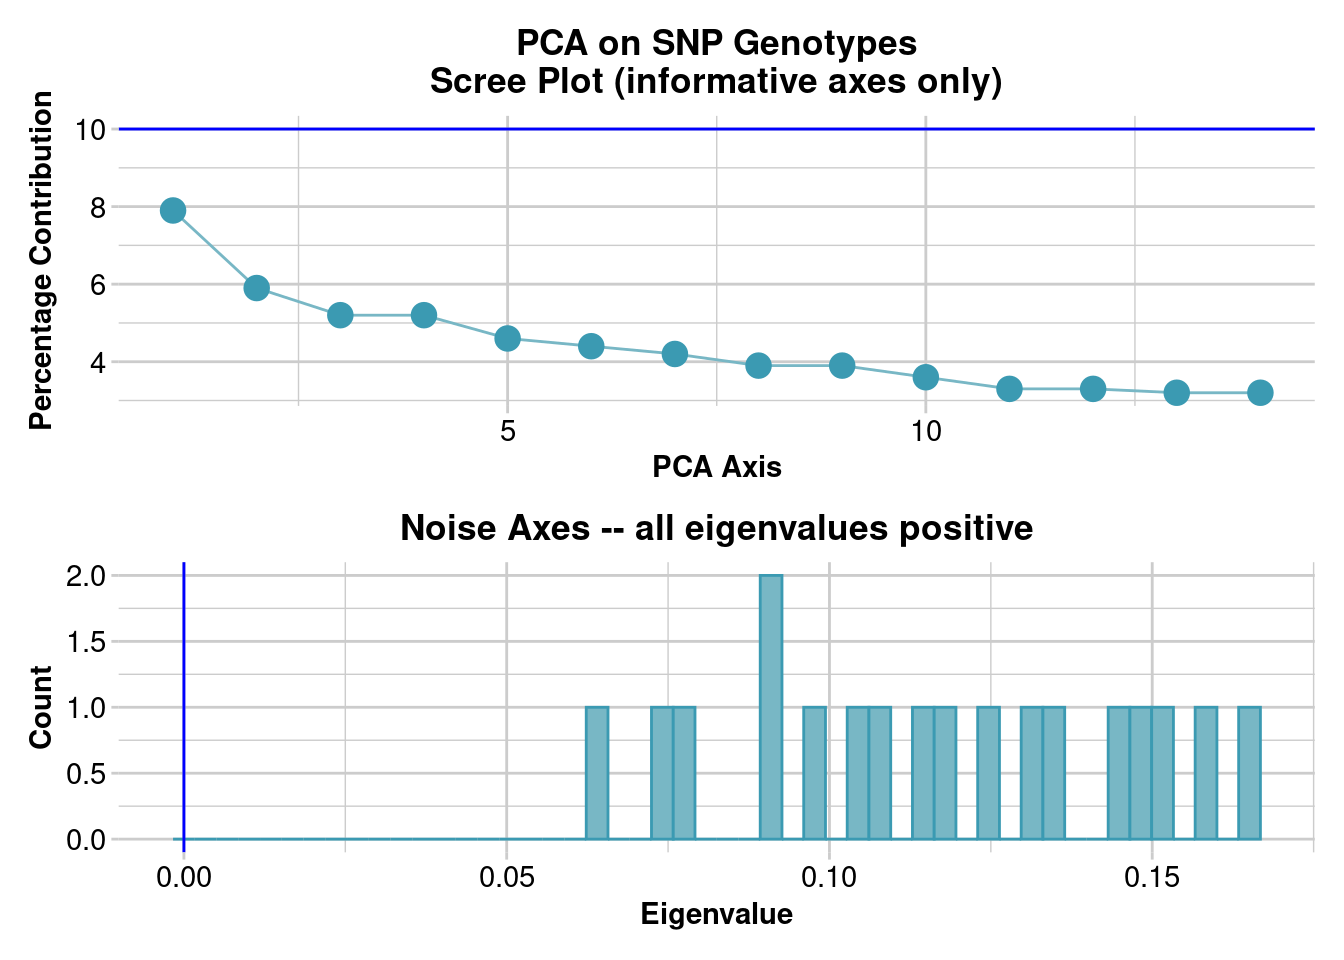 PCA on SNP Genotypes
Scree Plot (informative axes only)
Percentage Contribution
10
8
6
4
5 10
PCA Axis
Noise Axes -- all eigenvalues positive
Count
2.0
1.5
1.0
0.5
0.0
0.00 0.05 0.10 0.15
Eigenvalue